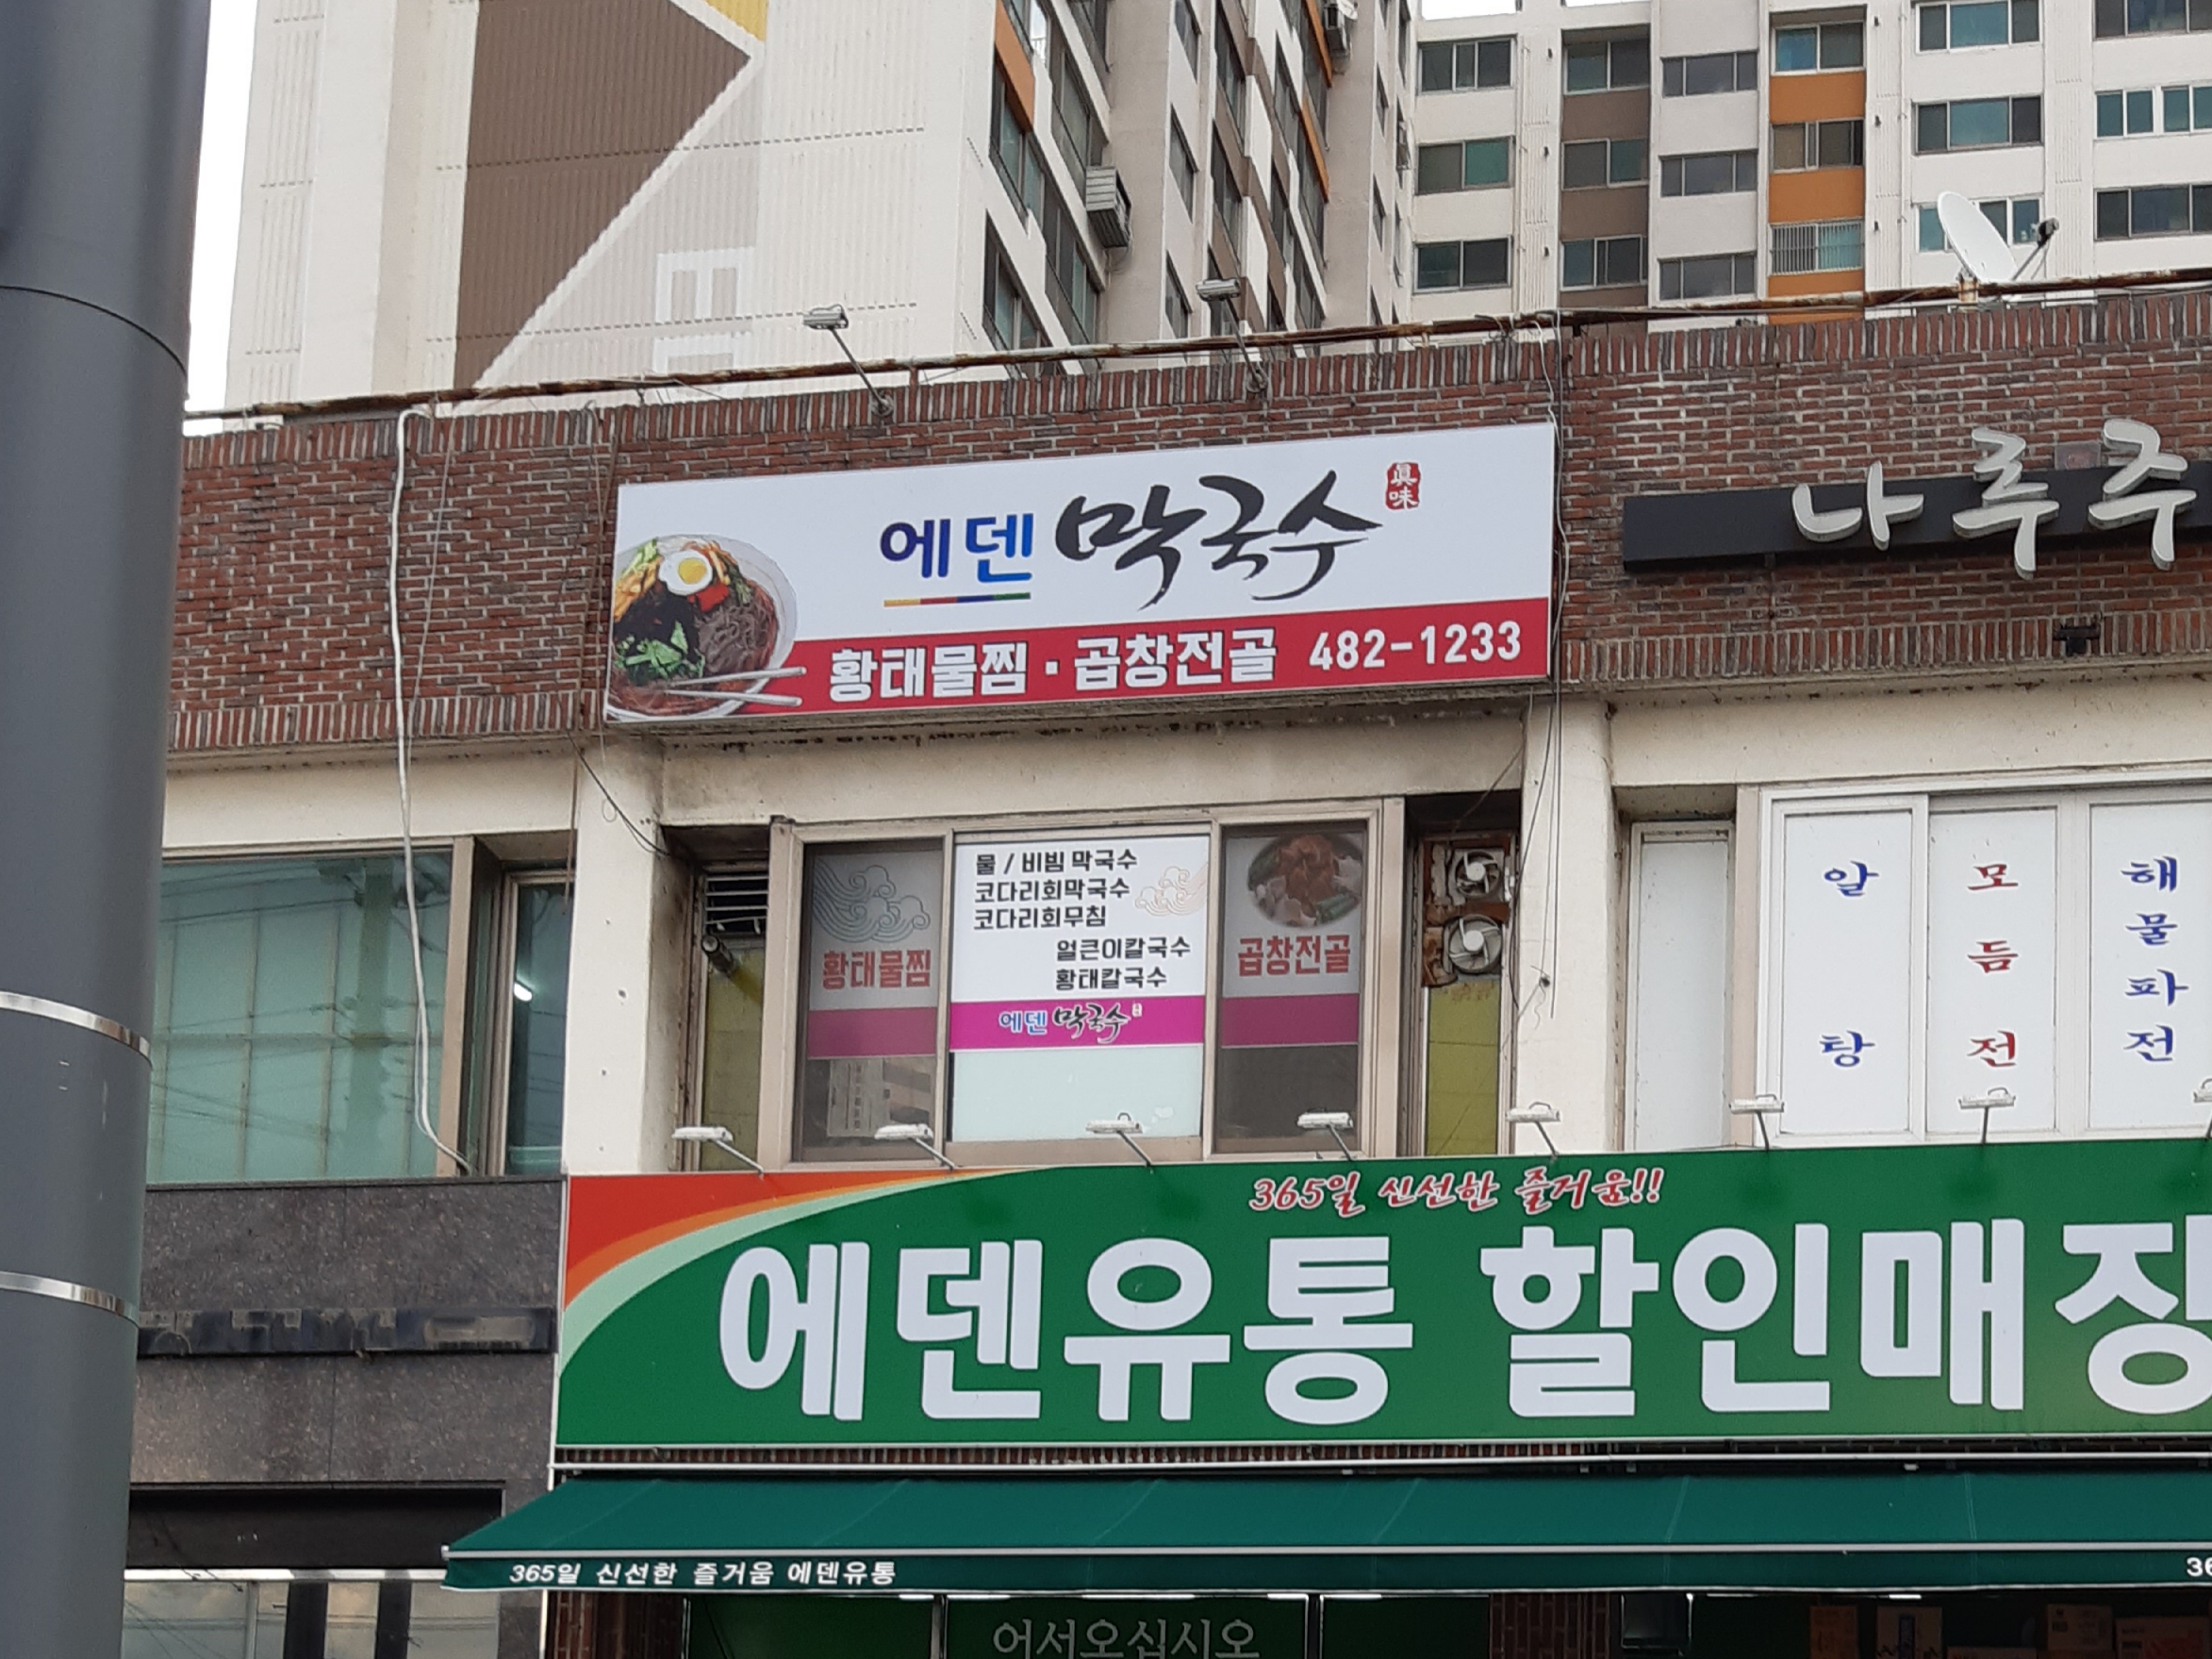 에덴 막국수
眞味
황태물찜 · 곱창전골 482-1233
나루주
물 / 비빔 막국수
코다리회막국수
코다리회무침
얼큰이칼국수
황태칼국수
에덴 막국수
황태물찜
곱창전골
알탕
모듬전
해물파전
365일 신선한 즐거움!!
에덴유통 할인매장
365일 신선한 즐거움 에덴유통
36
어서오십시오